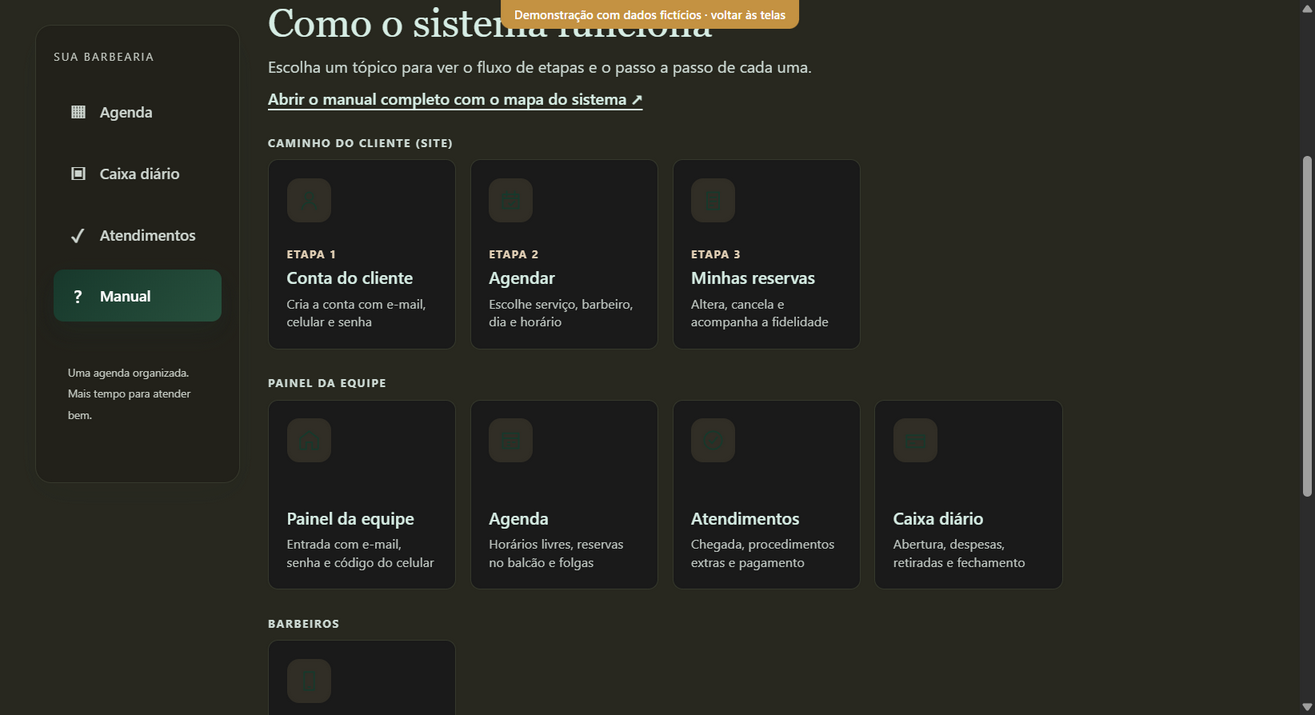 Demonstração com dados fictícios · voltar às telas
SUA BARBEARIA
Agenda
Caixa diário
Atendimentos
? Manual
Uma agenda organizada.
Mais tempo para atender
bem.
Como o sistema funciona
Escolha um tópico para ver o fluxo de etapas e o passo a passo de cada uma.
Abrir o manual completo com o mapa do sistema ↗
CAMINHO DO CLIENTE (SITE)
ETAPA 1
Conta do cliente
Cria a conta com e-mail,
celular e senha
ETAPA 2
Agendar
Escolhe serviço, barbeiro,
dia e horário
ETAPA 3
Minhas reservas
Altera, cancela e
acompanha a fidelidade
PAINEL DA EQUIPE
Painel da equipe
Entrada com e-mail,
senha e código do celular
Agenda
Horários livres, reservas
no balcão e folgas
Atendimentos
Chegada, procedimentos
extras e pagamento
Caixa diário
Abertura, despesas,
retiradas e fechamento
BARBEIROS